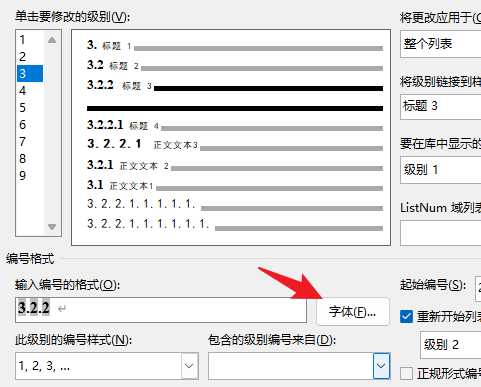 单击要修改的级别(V):
将更改应用于(C
1
2
3
4
5
6
7
8
9
3. 标题 1
3.2 标题 2
3.2.2 标题 3
3.2.2.1 标题 4
3.2.2.1 正文文本3
3.2.1 正文文本 2
3.1 正文文本1
3.2.2.1.1.1.1.
3.2.2.1.1.1.1.1.
整个列表
将级别链接到样
标题 3
要在库中显示的
级别 1
ListNum 域列表
编号格式
输入编号的格式(O):
3.2.2
字体(F)...
起始编号(S):
重新开始列表
此级别的编号样式(N):
包含的级别编号来自(D):
级别 2
1, 2, 3, ...
正规形式编号